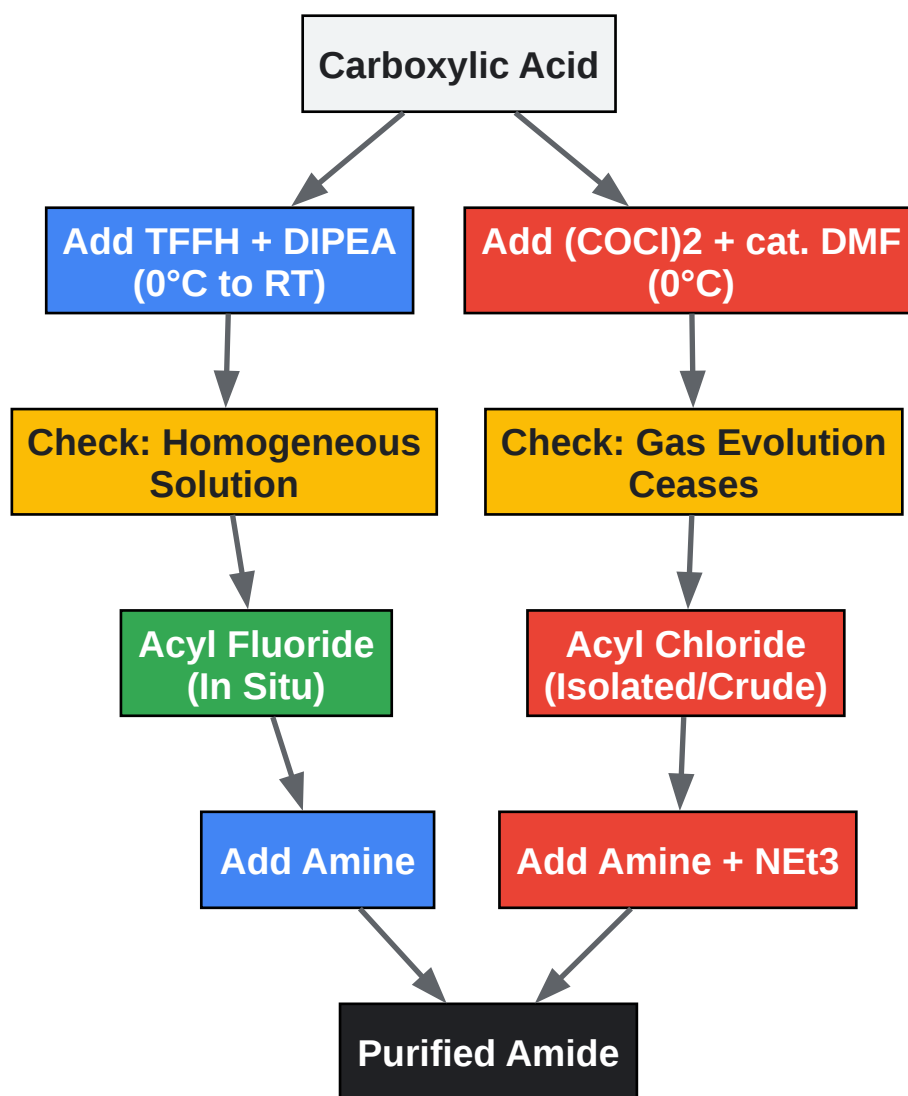 Carboxylic Acid
Add TFFH + DIPEA
(0°C to RT)
Add (COCl)2 + cat. DMF
(0°C)
Check: Homogeneous
Solution
Check: Gas Evolution
Ceases
Acyl Fluoride
(In Situ)
Acyl Chloride
(Isolated/Crude)
Add Amine
Add Amine + NEt3
Purified Amide